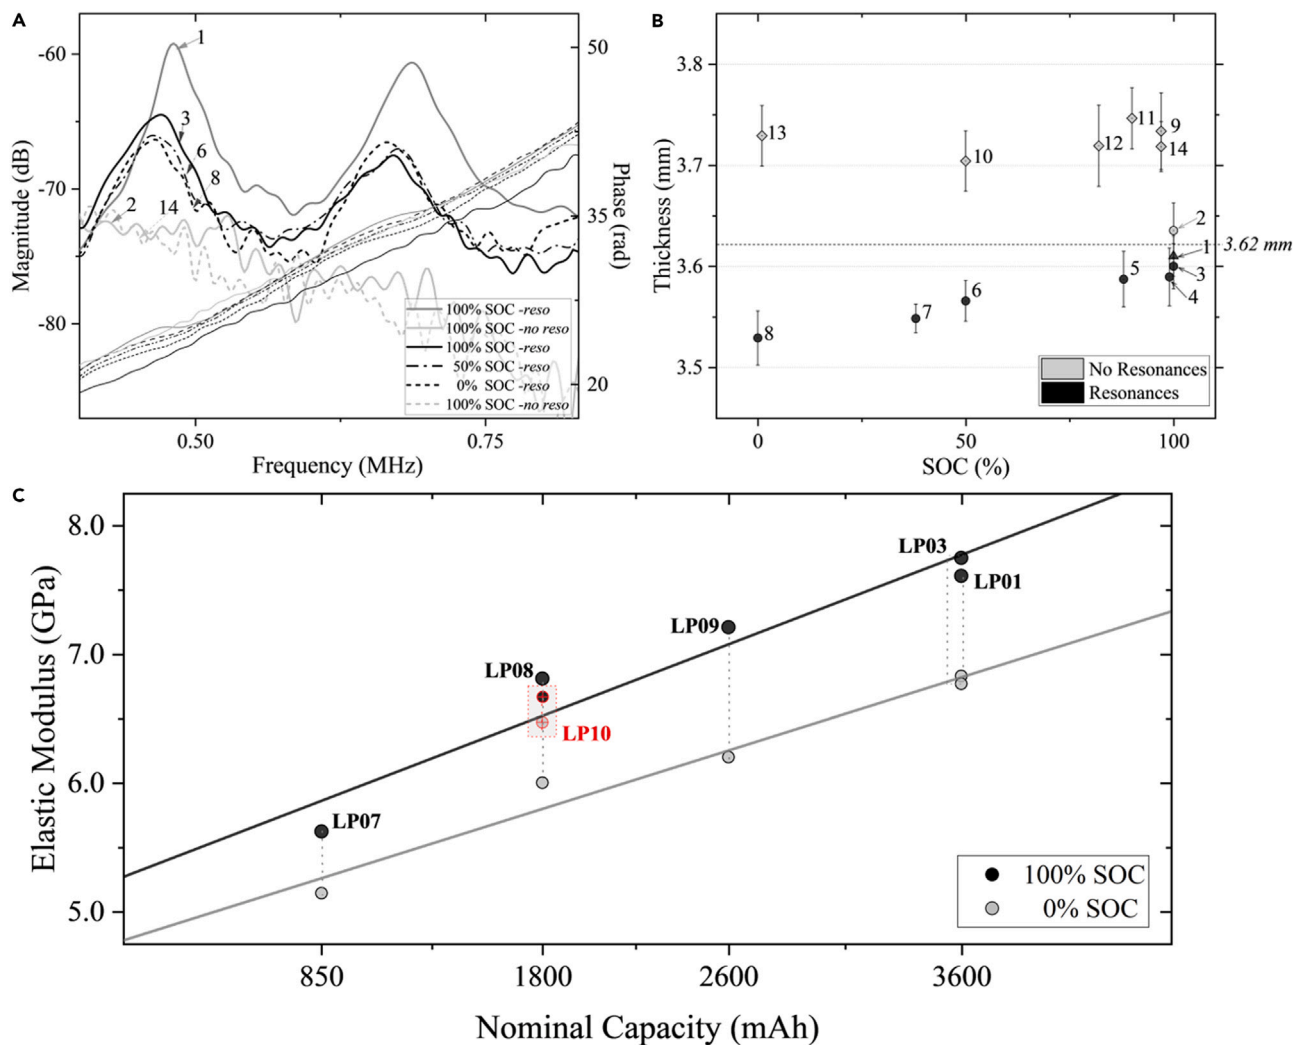 A
-60
-70
-80
Magnitude (dB)
50
35
20
Phase (rad)
1
3
6
8
2
14
100% SOC -reso
100% SOC -no reso
100% SOC -reso
50% SOC -reso
0% SOC -reso
100% SOC -no reso
0.50
0.75
Frequency (MHz)
B
3.8
3.7
3.6
3.5
Thickness (mm)
13
10
12
11
9
14
2
3.62 mm
1
3
4
5
6
7
8
No Resonances
Resonances
0
50
100
SOC (%)
C
8.0
7.0
6.0
5.0
Elastic Modulus (GPa)
LP03
LP01
LP09
LP08
LP10
LP07
100% SOC
0% SOC
850
1800
2600
3600
Nominal Capacity (mAh)